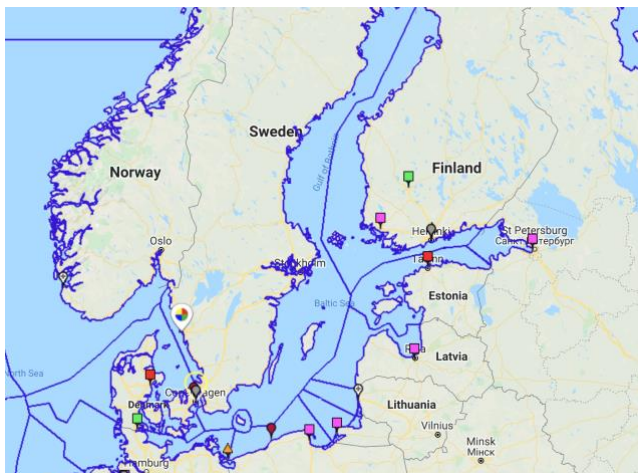 Sweden
Norway
Finland
Gulf of
Oslo
Helsinki
St Petersburg
Санкт-Петербург
Stockholm
Tallinn
Baltic Sea
Estonia
North Sea
Riga
Latvia
Copenhagen
Denmark
Lithuania
Vilnius
Hamburg
Minsk
Мінск